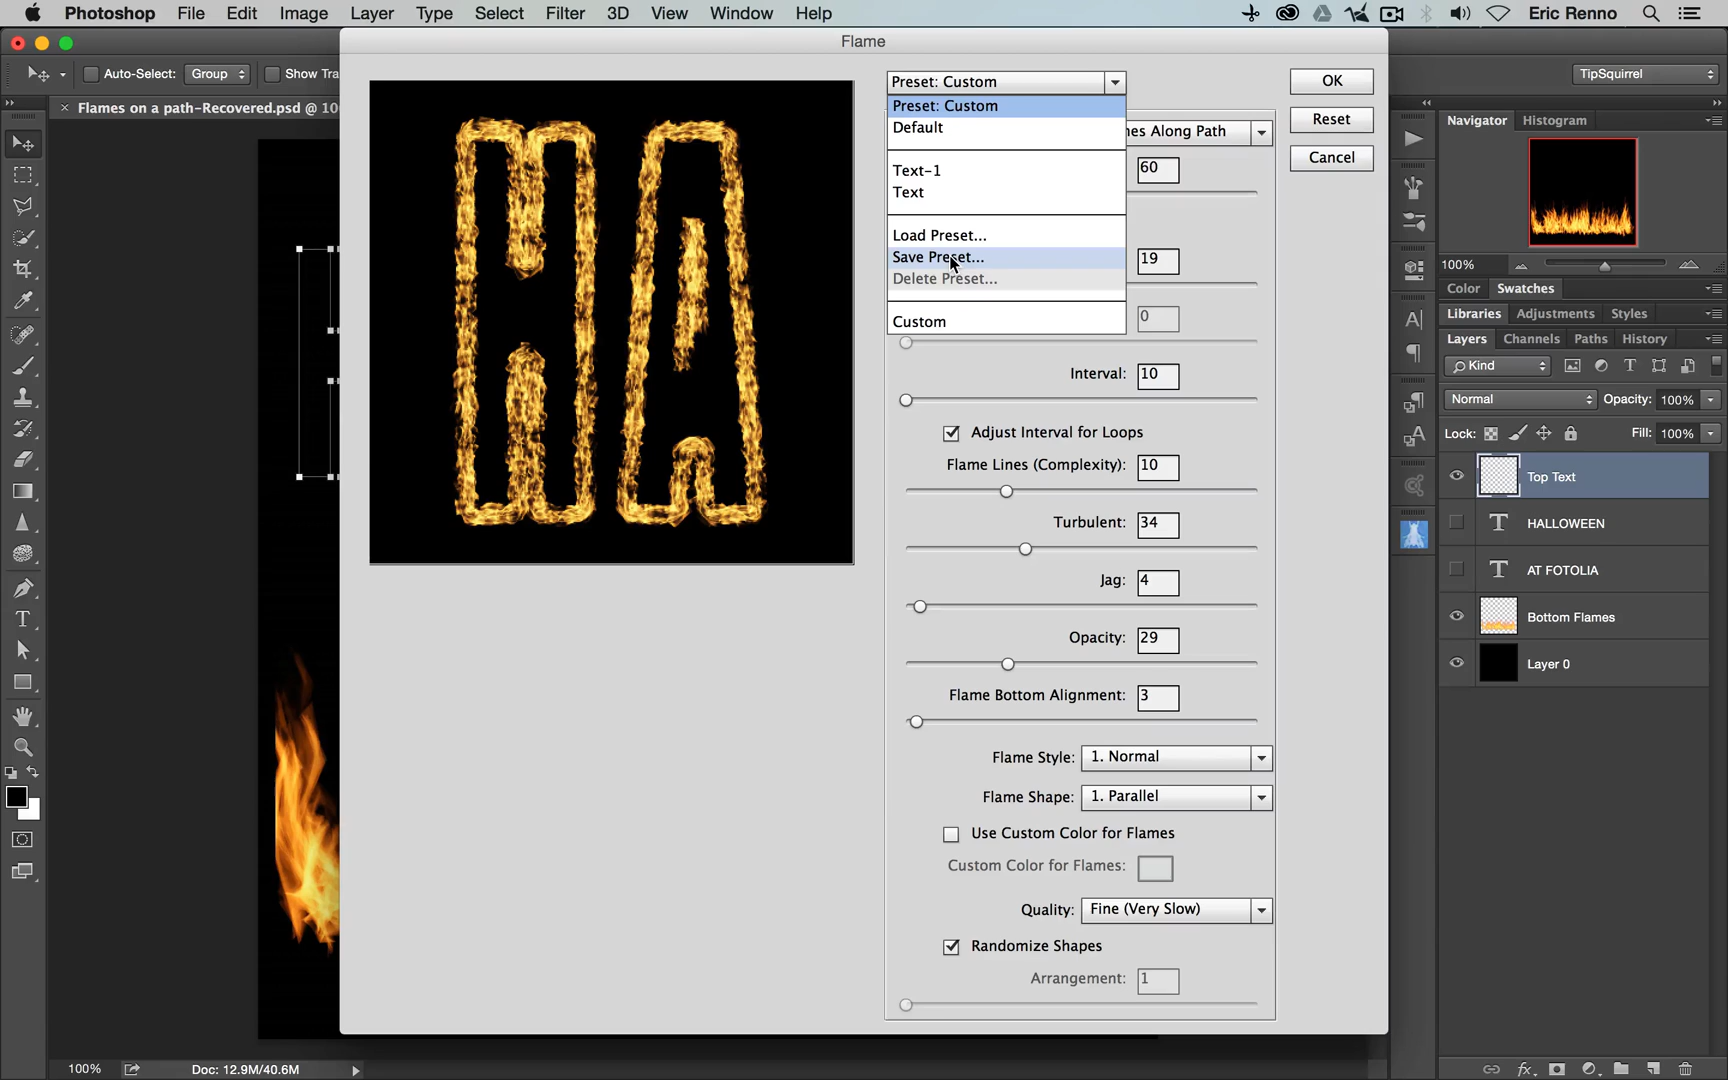 Photoshop File Edit Image Layer Type Select Filter 3D View Window Help Eric Renno
Flame
Auto-Select: Group Show Tra
TipSquirrel
Flames on a path-Recovered.psd @ 10
Preset: Custom
Preset: Custom
Default
Text-1
Text
Load Preset...
Save Preset...
Delete Preset...
Custom
OK
Reset
Cancel
nes Along Path
60
19
0
Interval: 10
Adjust Interval for Loops
Flame Lines (Complexity): 10
Turbulent: 34
Jag: 4
Opacity: 29
Flame Bottom Alignment: 3
Flame Style: 1. Normal
Flame Shape: 1. Parallel
Use Custom Color for Flames
Custom Color for Flames:
Quality: Fine (Very Slow)
Randomize Shapes
Arrangement: 1
HA
Navigator Histogram
100%
Color Swatches
Libraries Adjustments Styles
Layers Channels Paths History
Kind
Normal Opacity: 100%
Lock: Fill: 100%
Top Text
HALLOWEEN
AT FOTOLIA
Bottom Flames
Layer 0
100% Doc: 12.9M/40.6M